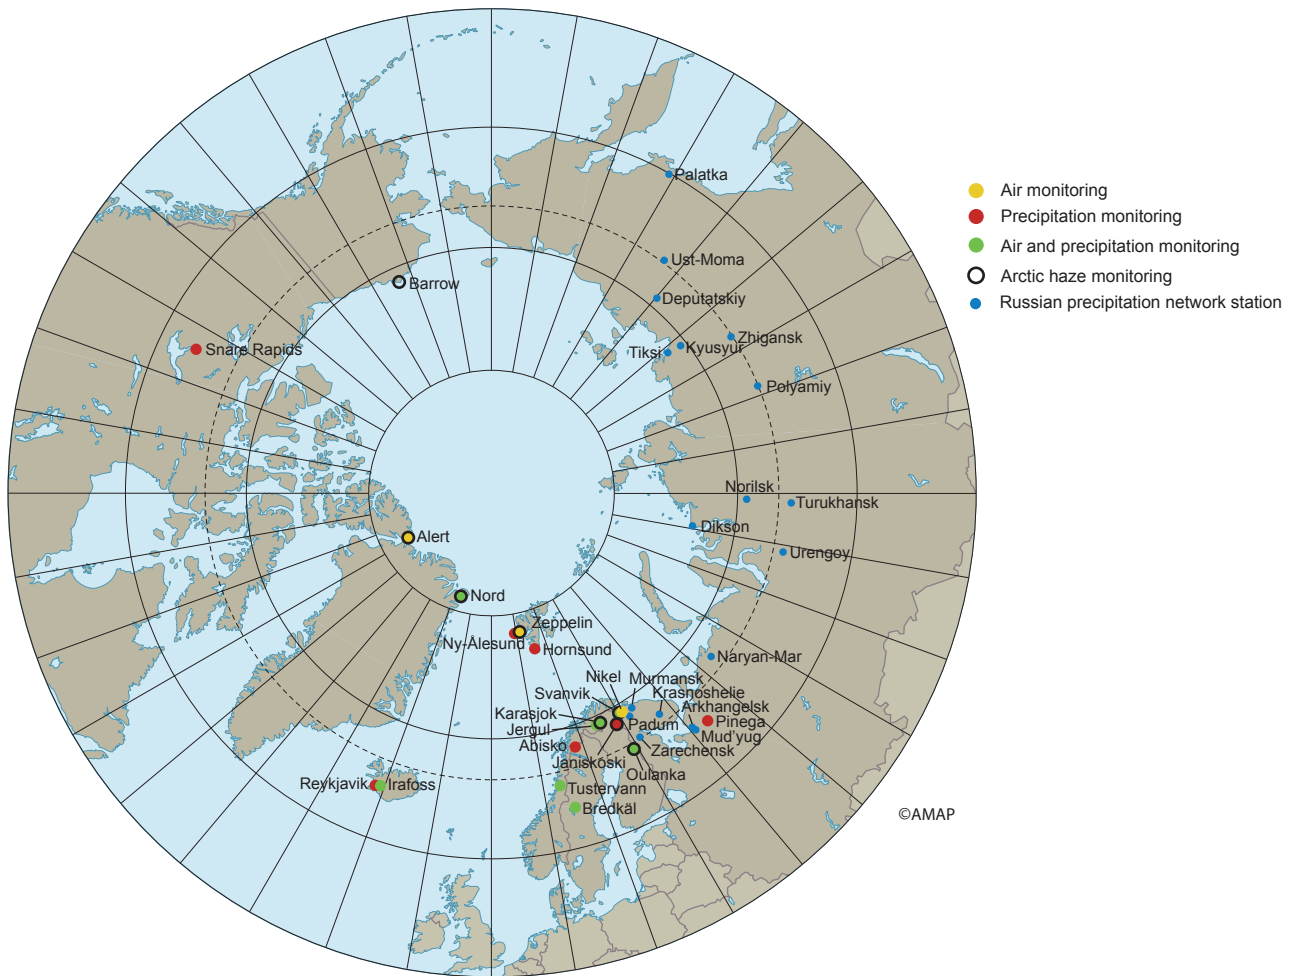 Palatka
Ust-Moma
Deputatskiy
Zhigansk
Kyusyur
Tiksi
Polyamiy
Barrow
Snare Rapids
Norilsk
Turukhansk
Dikson
Urengoy
Alert
Nord
Zeppelin
Ny-Ålesund
Hornsund
Naryan-Mar
Nikel
Murmansk
Svanvik
Krasnoshelie
Arkhangelsk
Karasjok
Jergul
Padum
Pinega
Mud'yug
Abisko
Zarechensk
Janiskoski
Oulanka
Reykjavik
Irafoss
Tustervann
Bredkäl
Air monitoring
Precipitation monitoring
Air and precipitation monitoring
Arctic haze monitoring
Russian precipitation network station
©AMAP